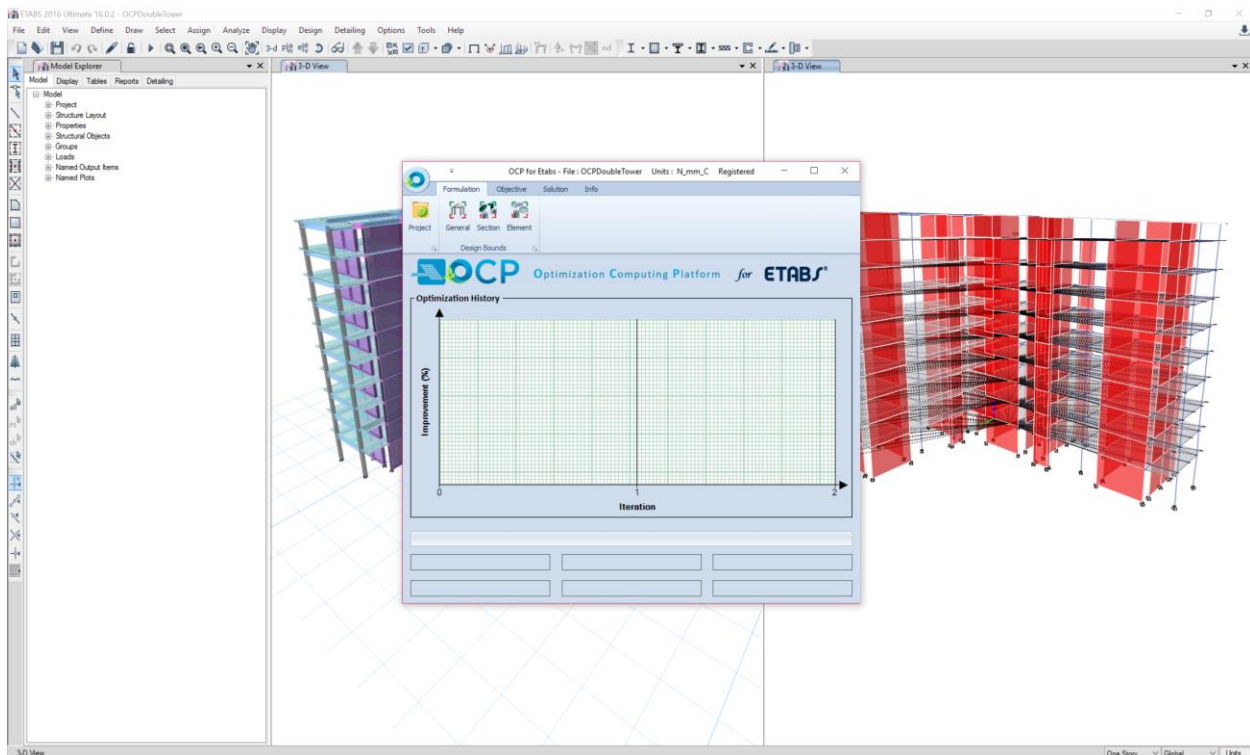 ETABS 2016 Ultimate 16.0.2 - OCPDoubleTower
File Edit View Define Draw Select Assign Analyze Display Design Detailing Options Tools Help
3-d
Model Explorer
Model Display Tables Reports Detailing
Model
Project
Structure Layout
Properties
Structural Objects
Groups
Loads
Named Output Items
Named Plots
3-D View
3-D View
OCP for Etabs - File : OCPDoubleTower Units : N_mm_C Registered
Formulation Objective Solution Info
Project General Section Element
Design Bounds
OCP Optimization Computing Platform for ETABS®
Optimization History
Improvement (%)
0 1 2
Iteration
3-D View
One Story Global Units